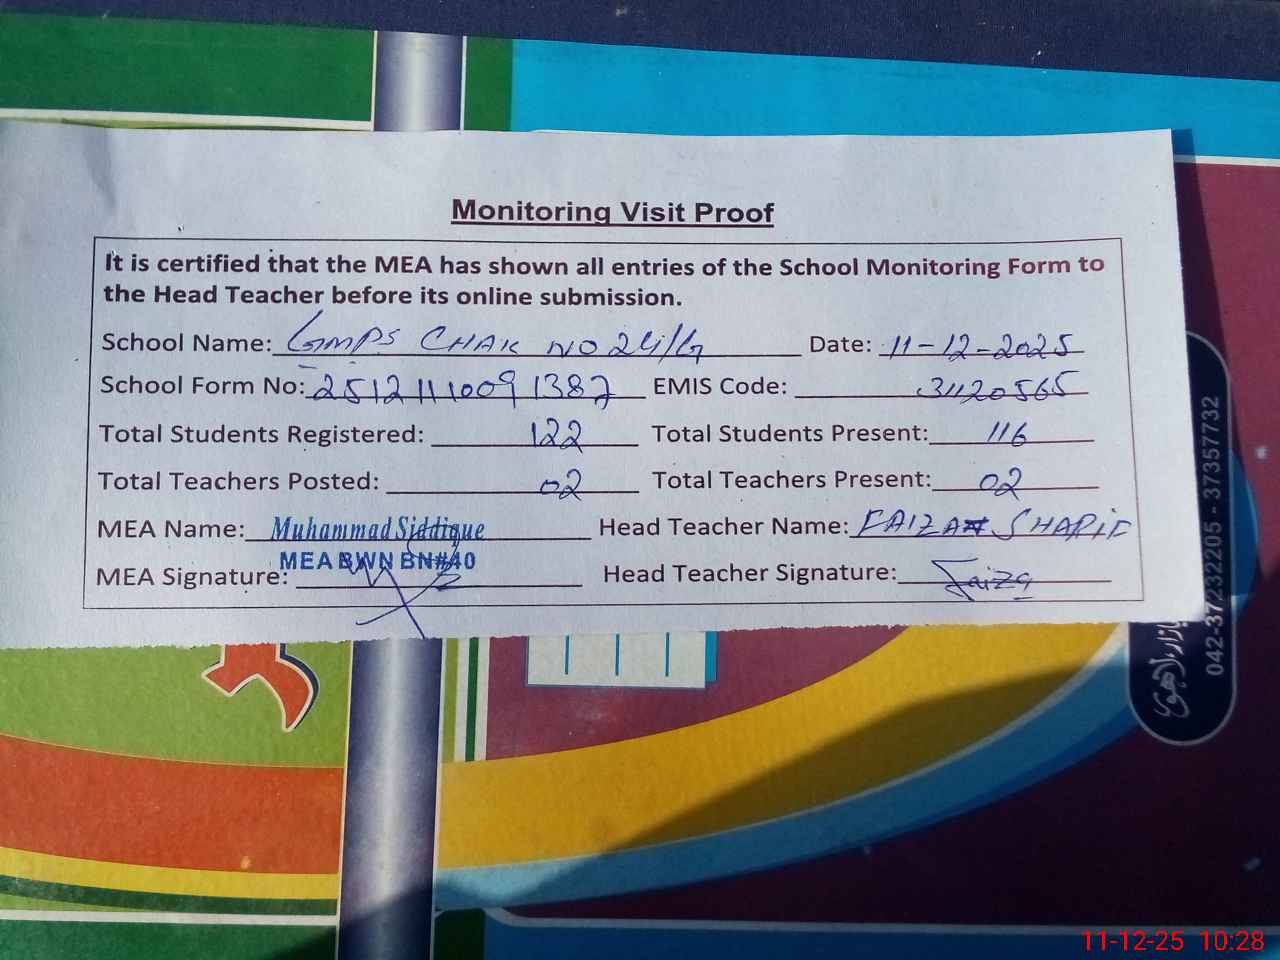 Monitoring Visit Proof
It is certified that the MEA has shown all entries of the School Monitoring Form to
the Head Teacher before its online submission.
School Name: GMPS CHAK NO 24/G Date: 11-12-2025
School Form No: 2512111009 1387 EMIS Code: 31120565
Total Students Registered: 122 Total Students Present: 116
Total Teachers Posted: 02 Total Teachers Present: 02
MEA Name: Muhammad Siddique Head Teacher Name: FAIZA SHARIF
MEA BWN BN#40
MEA Signature: Head Teacher Signature: Faiza
042-37232205 - 37357732
11-12-25 10:28